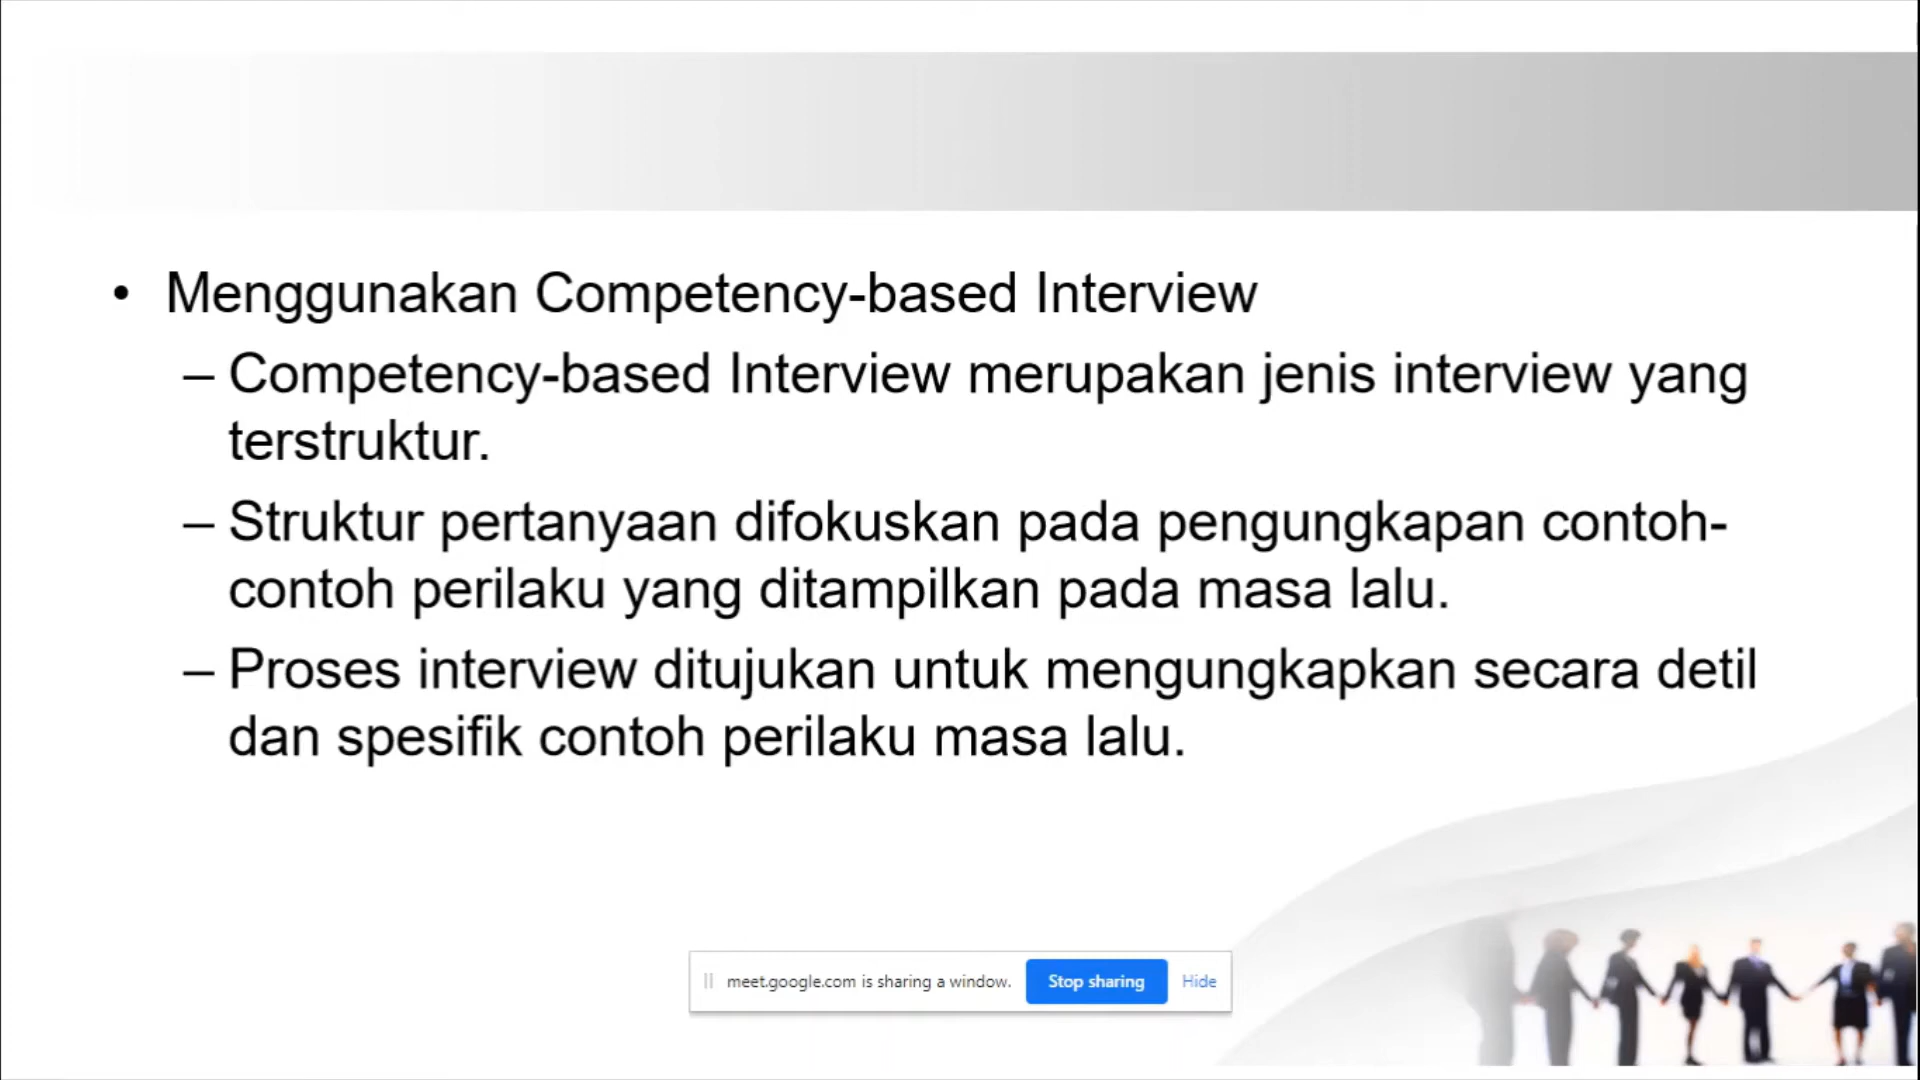 • Menggunakan Competency-based Interview
– Competency-based Interview merupakan jenis interview yang
terstruktur.
– Struktur pertanyaan difokuskan pada pengungkapan contoh-
contoh perilaku yang ditampilkan pada masa lalu.
– Proses interview ditujukan untuk mengungkapkan secara detil
dan spesifik contoh perilaku masa lalu.
meet.google.com is sharing a window. Stop sharing Hide